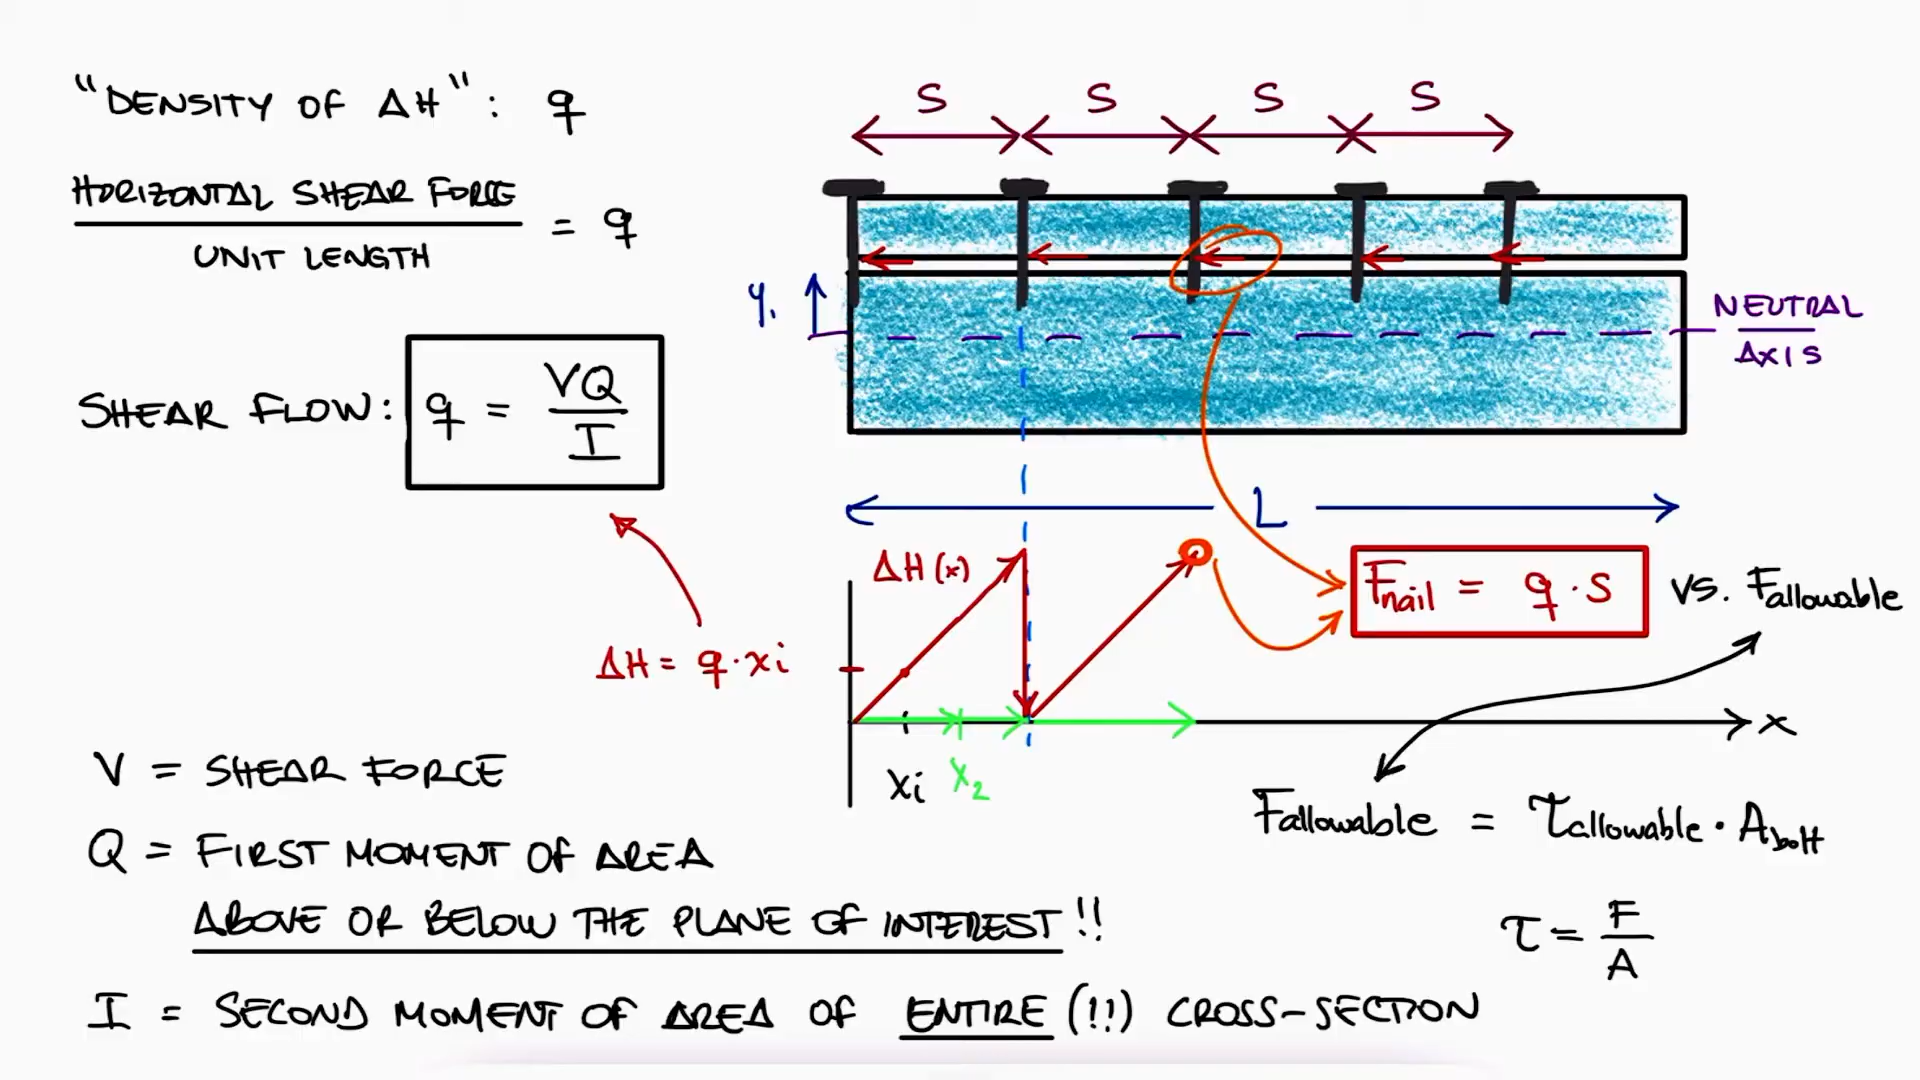 "DENSITY OF ΔH": q
HORIZONTAL SHEAR FORCE
UNIT LENGTH
= q
SHEAR FLOW: q = VQ
I
ΔH = q·xi
V = SHEAR FORCE
Q = FIRST MOMENT OF AREA
ABOVE OR BELOW THE PLANE OF INTEREST!!
I = SECOND MOMENT OF AREA OF ENTIRE (!!) CROSS-SECTION
S S S S
y1
NEUTRAL
AXIS
L
ΔH(x)
Fnail = q·s vs. Fallowable
x
xi x2
Fallowable = τallowable·Abolt
τ = F
A